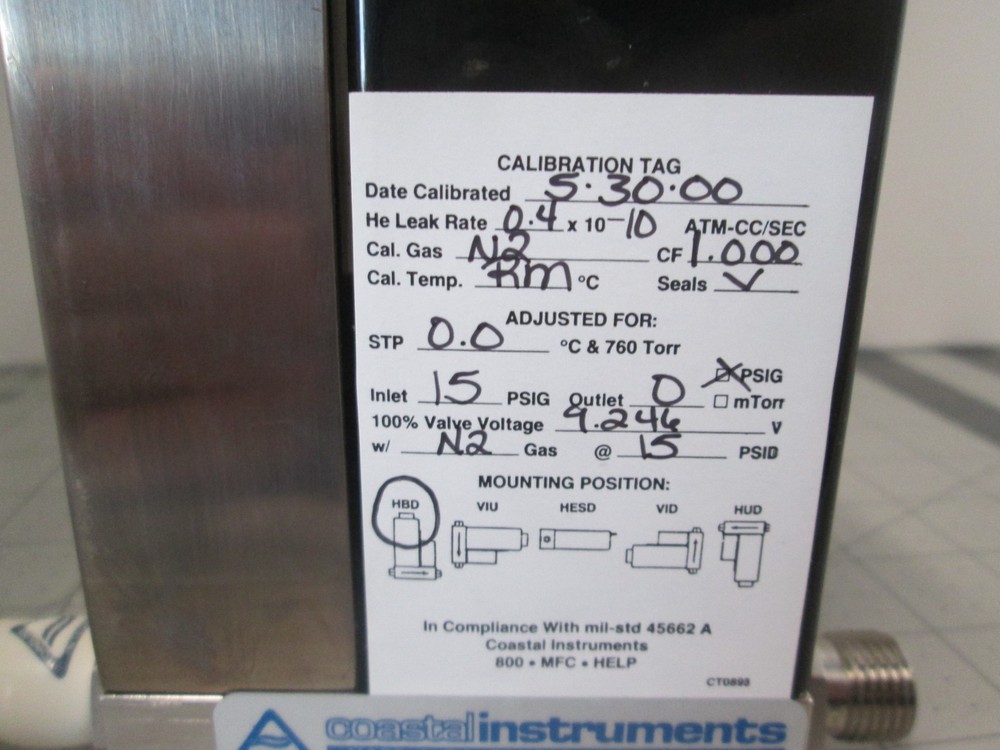 CALIBRATION TAG
Date Calibrated 5·30·00
He Leak Rate 0.4 x 10 -10 ATM-CC/SEC
Cal. Gas N2 CF 1.000
Cal. Temp. Rm °C Seals V
ADJUSTED FOR:
STP 0.0 °C & 760 Torr
Inlet 15 PSIG Outlet 0 ☒ PSIG
☐ mTorr
100% Valve Voltage 9.246 V
w/ N2 Gas @ 15 PSID
MOUNTING POSITION:
HBD VIU HESD VID HUD
In Compliance With mil-std 45662 A
Coastal Instruments
800 • MFC • HELP
CT0893
coastal instruments